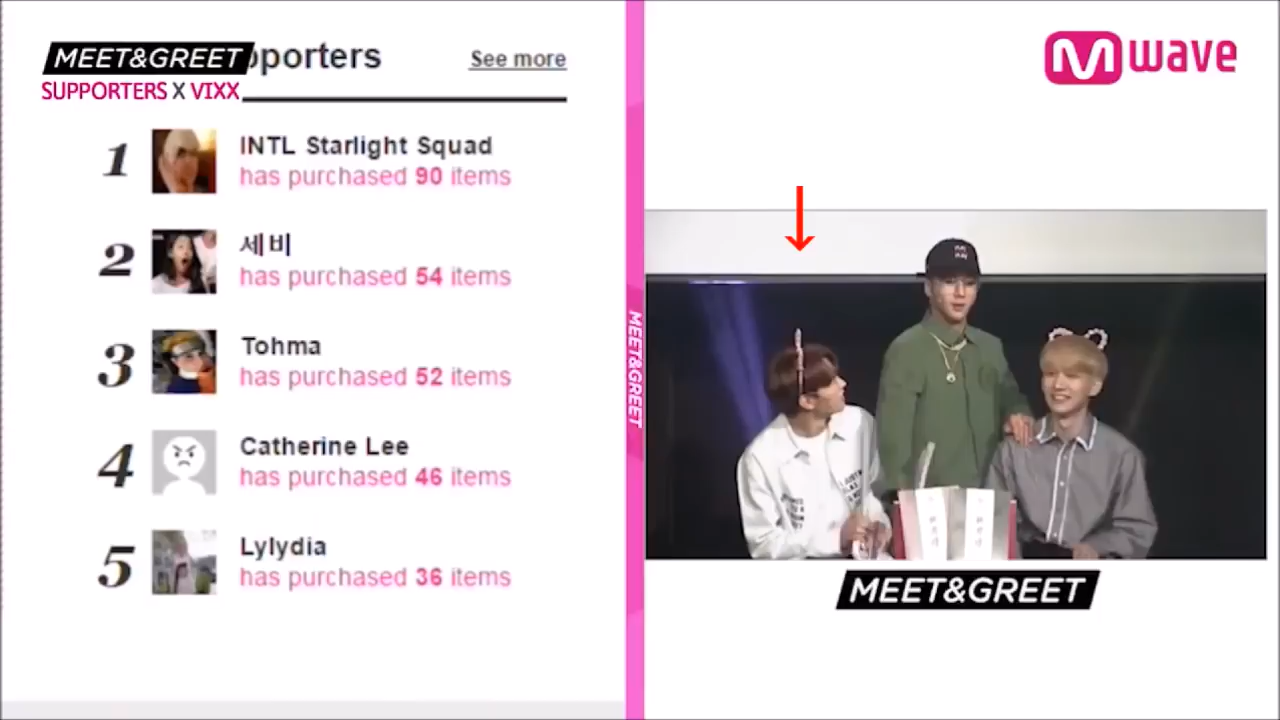 MEET&GREET
pporters
See more
SUPPORTERS X VIXX
1
INTL Starlight Squad
has purchased 90 items
2
세비
has purchased 54 items
3
Tohma
has purchased 52 items
4
Catherine Lee
has purchased 46 items
5
Lylydia
has purchased 36 items
MEET&GREET
M wave
MEET&GREET